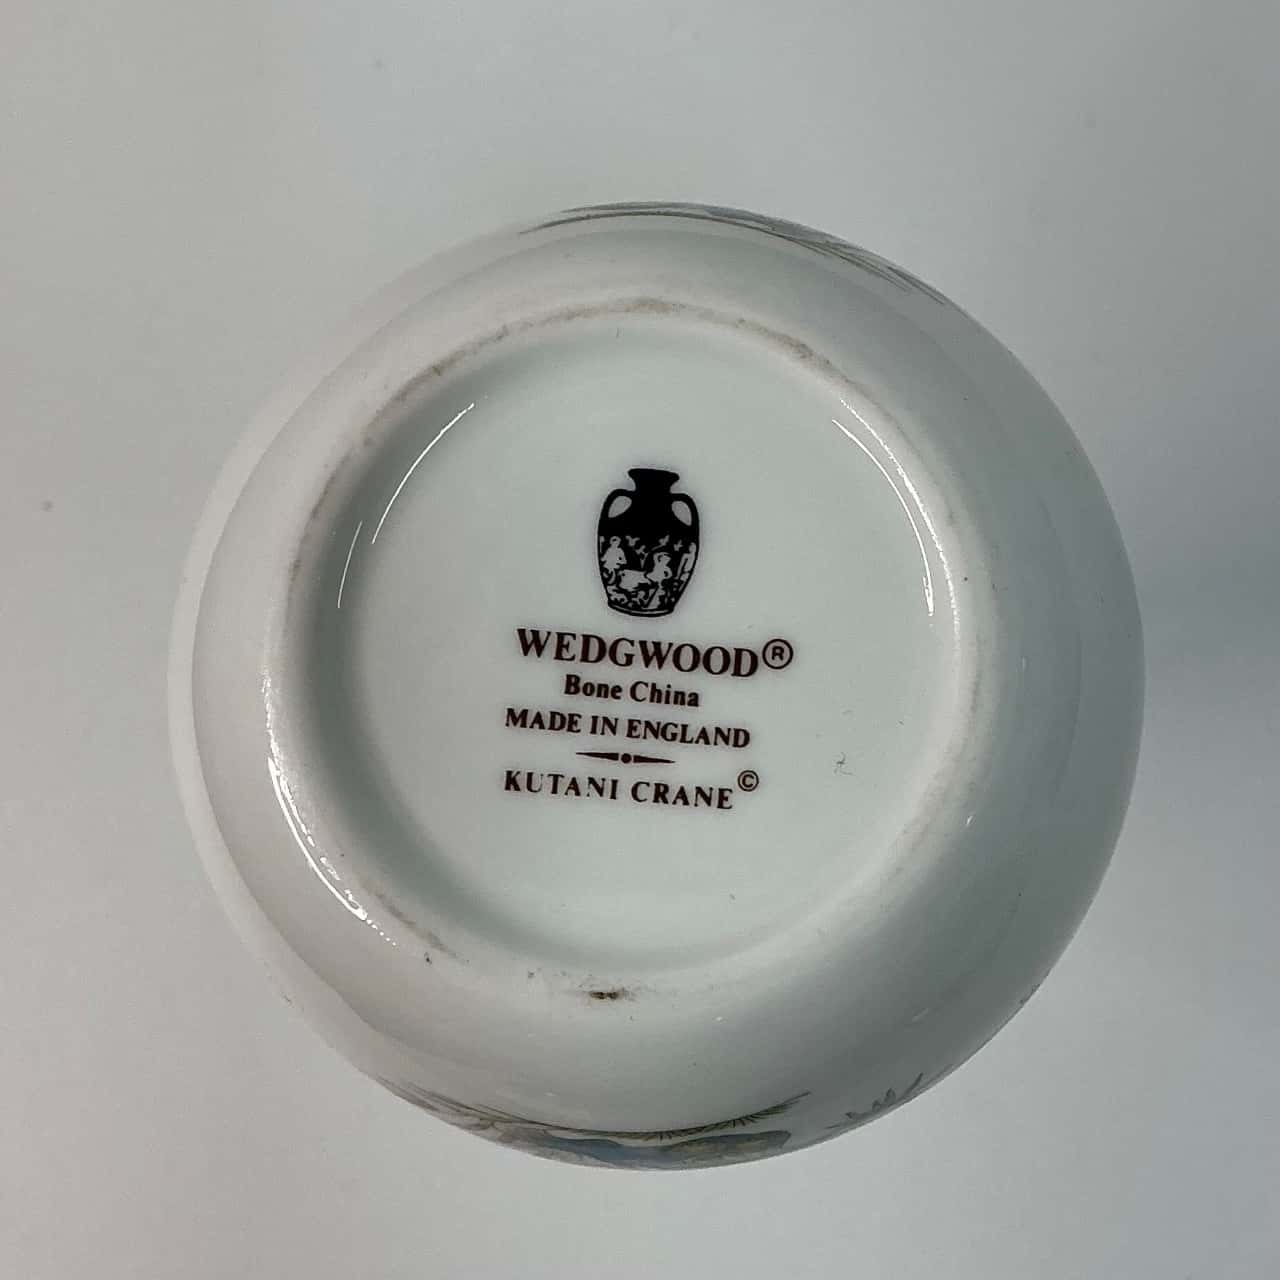 WEDGWOOD®
Bone China
MADE IN ENGLAND
KUTANI CRANE©